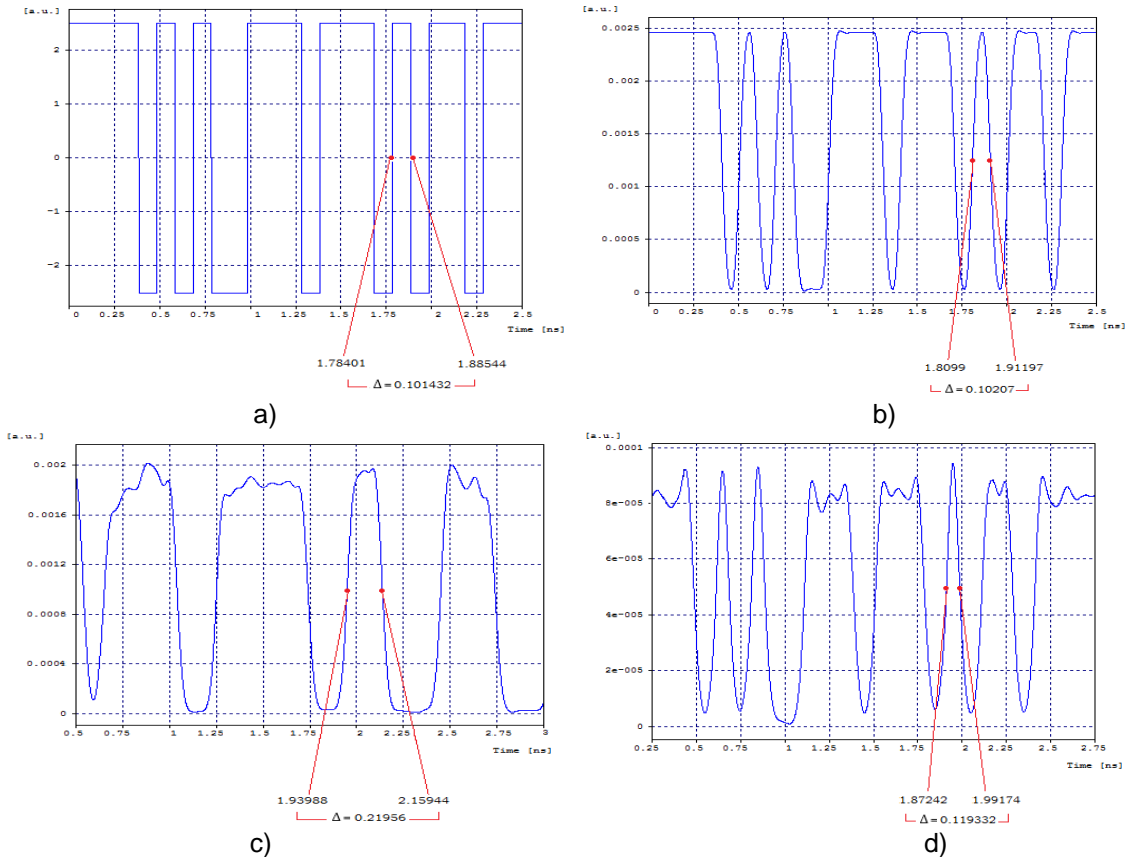 [a.u.]
2
1
0
−1
−2
0 0.25 0.5 0.75 1 1.25 1.5 1.75 2 2.25 2.5
Time [ns]
1.78401 1.88544
Δ = 0.101432
a)
[a.u.]
0.0025
0.002
0.0015
0.001
0.0005
0
0 0.25 0.5 0.75 1 1.25 1.5 1.75 2 2.25 2.5
Time [ns]
1.8099 1.91197
Δ = 0.10207
b)
[a.u.]
0.002
0.0016
0.0012
0.0008
0.0004
0
0.5 0.75 1 1.25 1.5 1.75 2 2.25 2.5 2.75 3
Time [ns]
1.93988 2.15944
Δ = 0.21956
c)
[a.u.]
0.0001
8e-005
6e-005
4e-005
2e-005
0
0.25 0.5 0.75 1 1.25 1.5 1.75 2 2.25 2.5 2.75
Time [ns]
1.87242 1.99174
Δ = 0.119332
d)